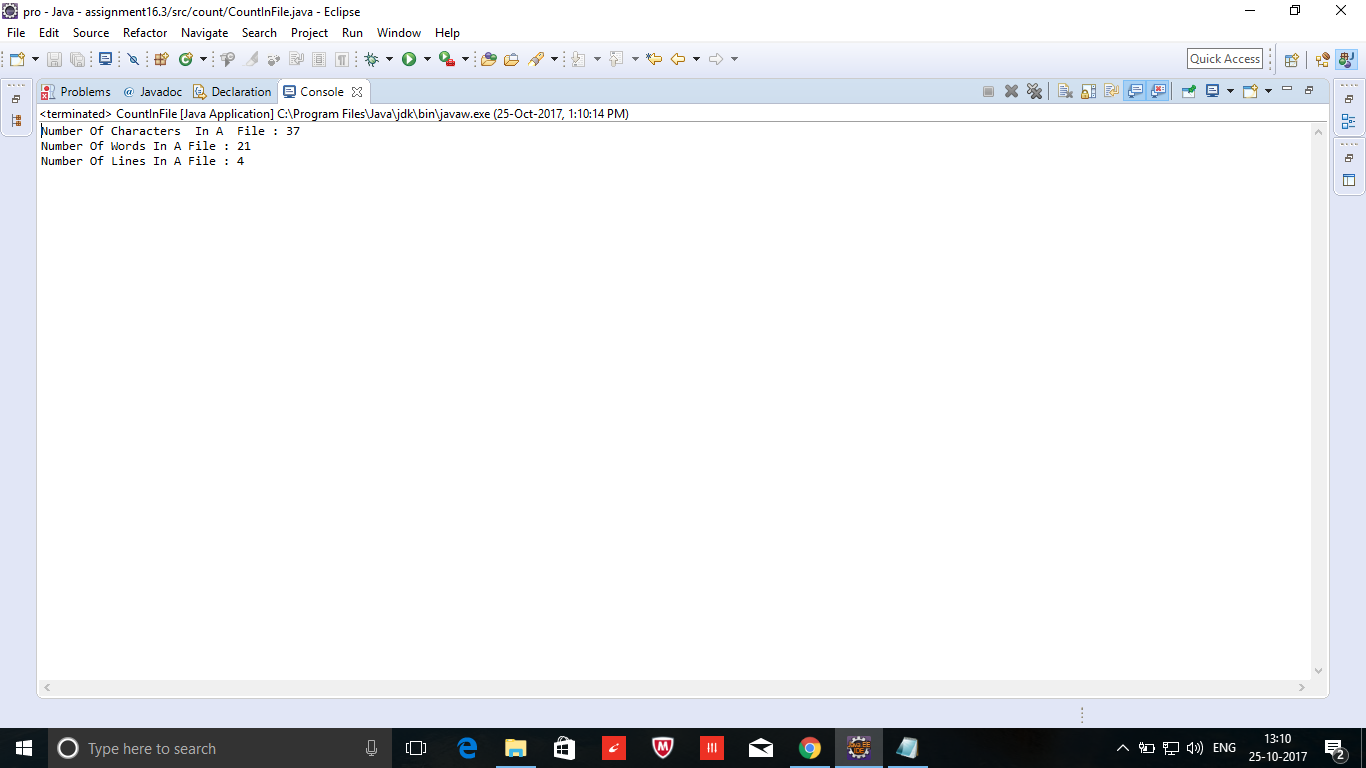 pro - Java - assignment16.3/src/count/CountInFile.java - Eclipse
File Edit Source Refactor Navigate Search Project Run Window Help
Quick Access
Problems @ Javadoc Declaration Console
<terminated> CountInFile [Java Application] C:\Program Files\Java\jdk\bin\javaw.exe (25-Oct-2017, 1:10:14 PM)
Number Of Characters  In A  File : 37
Number Of Words In A File : 21
Number Of Lines In A File : 4
Type here to search
ENG
13:10
25-10-2017
2